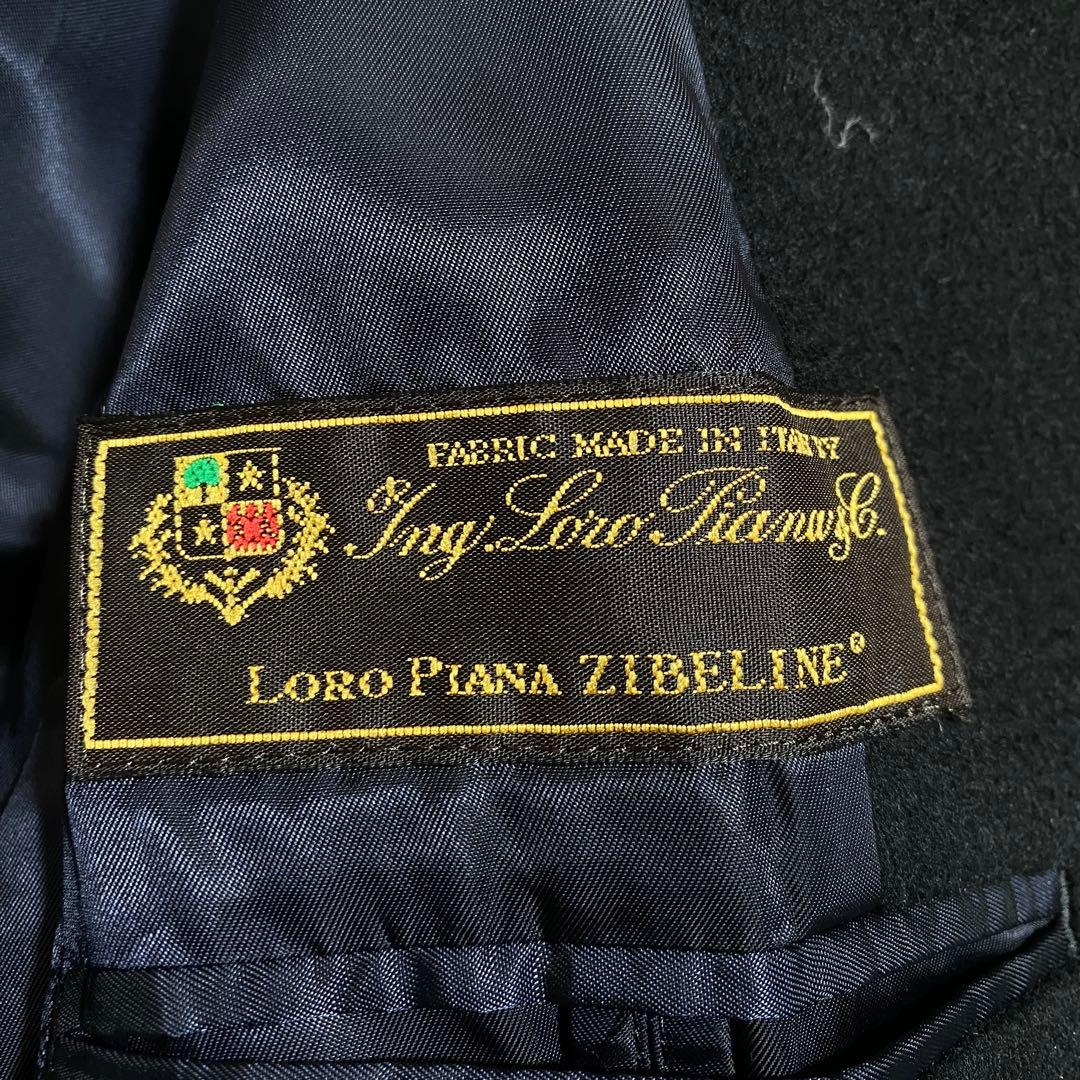 FABRIC MADE IN ITALY
Ing. Loro Piana & C.
LORO PIANA ZIBELINE®